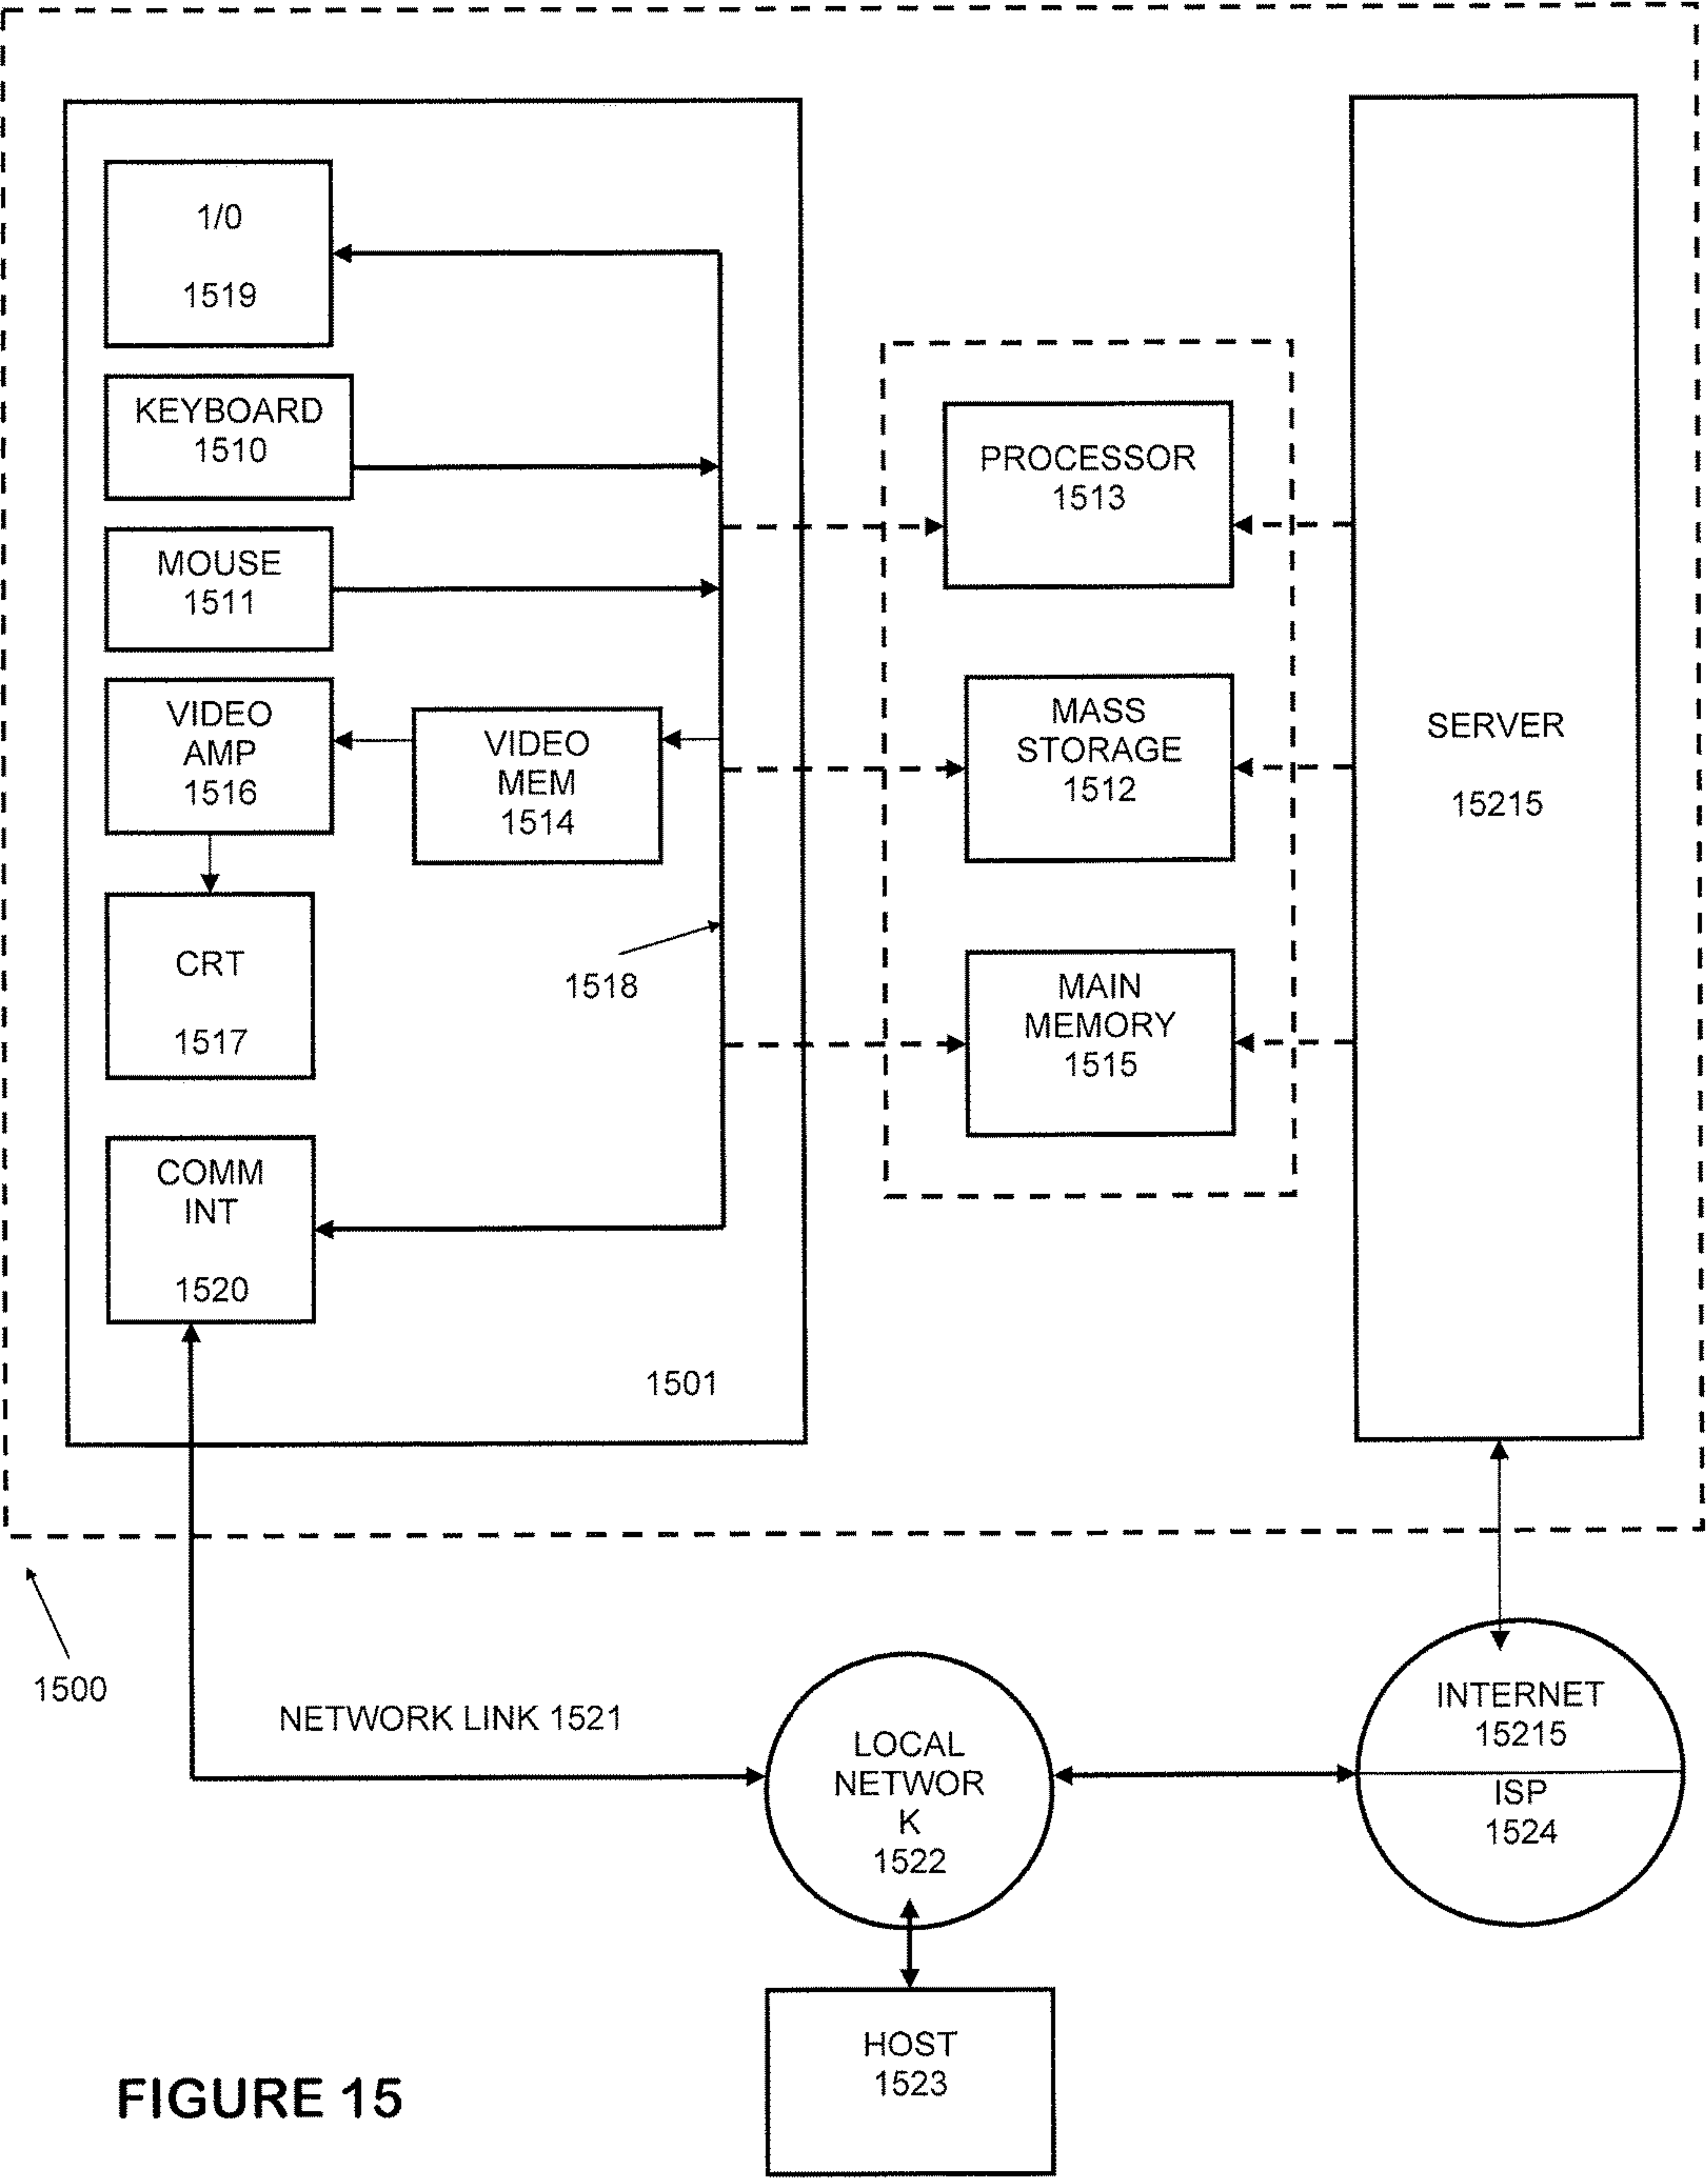 1/0
1519
KEYBOARD
1510
MOUSE
1511
VIDEO
AMP
1516
VIDEO
MEM
1514
CRT
1517
1518
COMM
INT
1520
1501
PROCESSOR
1513
MASS
STORAGE
1512
MAIN
MEMORY
1515
SERVER
15215
1500
NETWORK LINK 1521
LOCAL
NETWOR
K
1522
INTERNET
15215
ISP
1524
HOST
1523
FIGURE 15